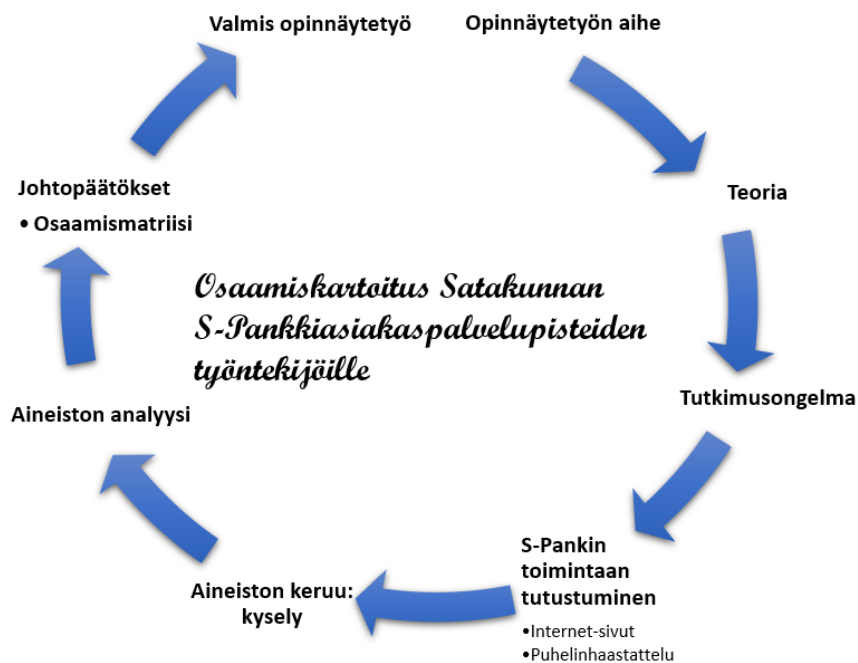 Valmis opinnäytetyö
Opinnäytetyön aihe
Teoria
Tutkimusongelma
S-Pankin
toimintaan
tutustuminen
•Internet-sivut
•Puhelinhaastattelu
Aineiston keruu:
kysely
Aineiston analyysi
Johtopäätökset
• Osaamismatriisi
Osaamiskartoitus Satakunnan
S-Pankkiasiakaspalvelupisteiden
työntekijöille